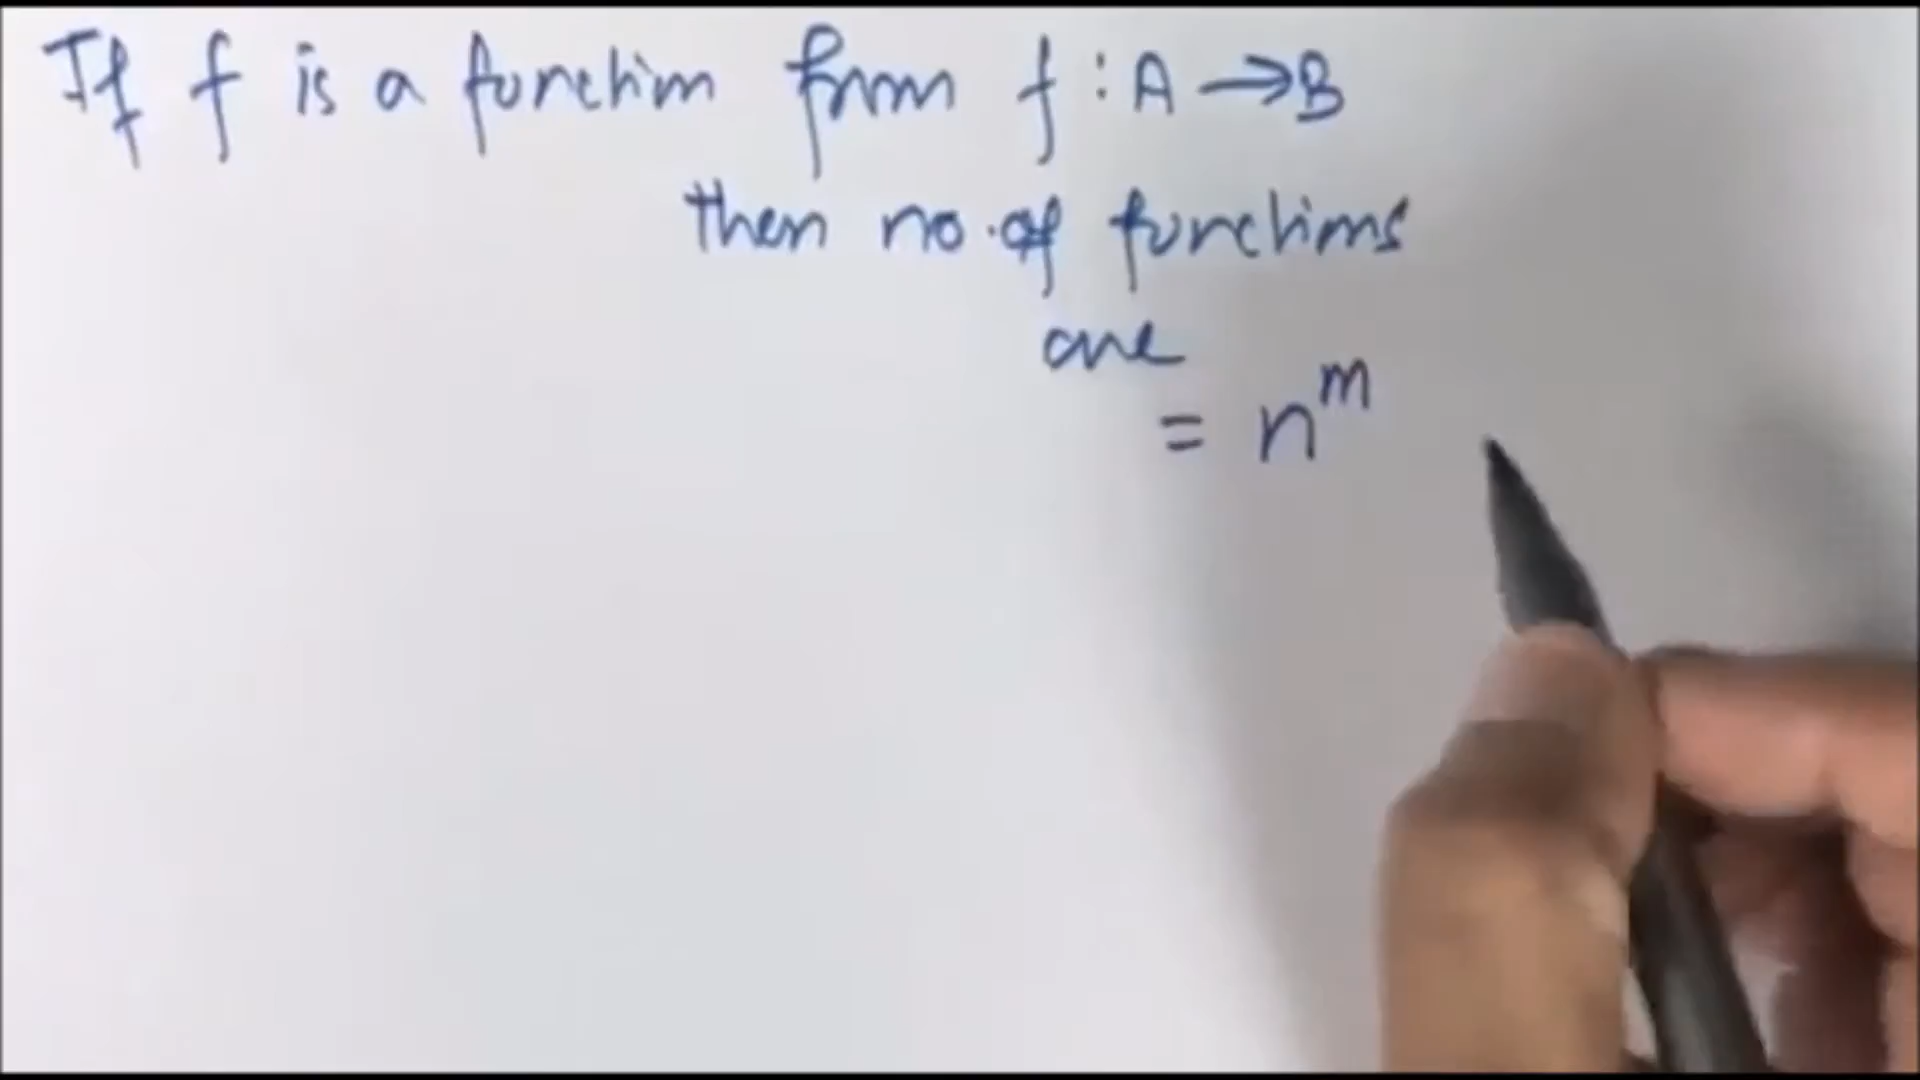 If f is a function from f : A → B
then no. of functions
are
= n^m